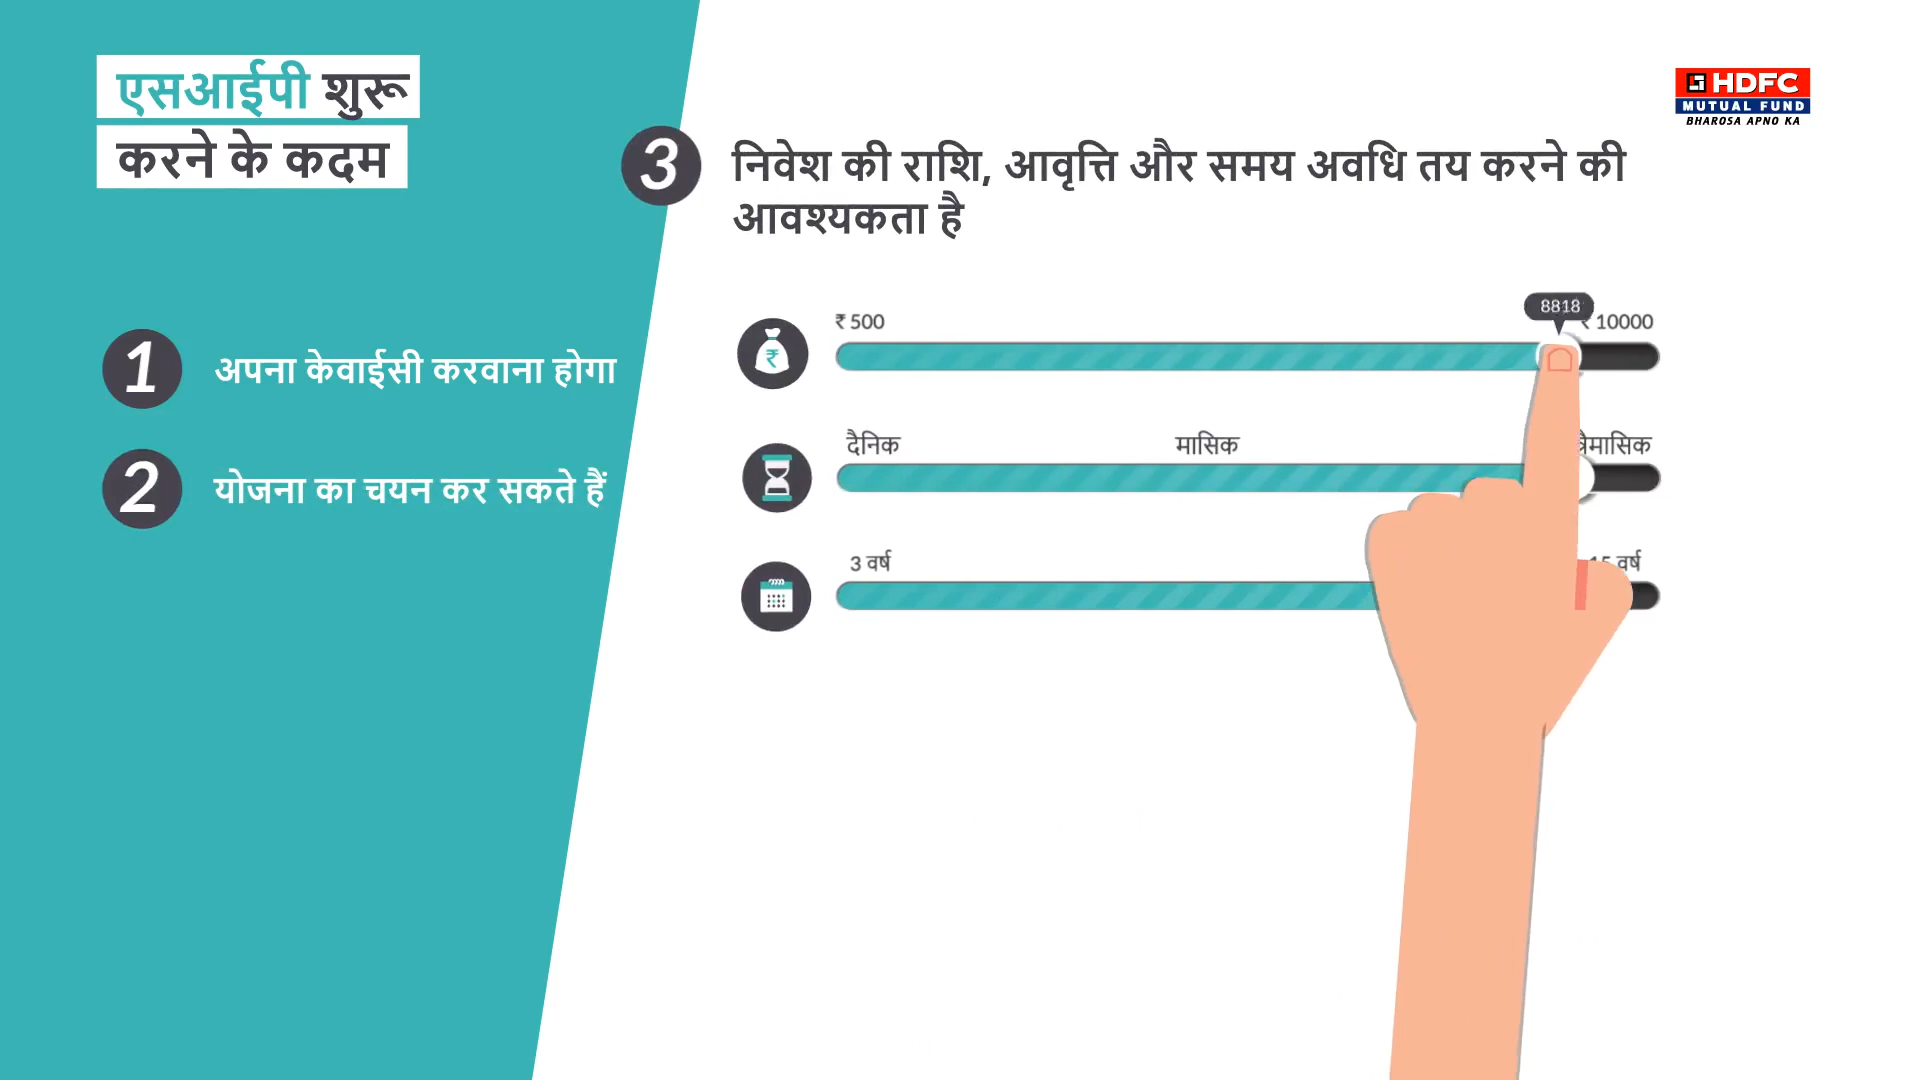 एसआईपी शुरू
करने के कदम
1 अपना केवाईसी करवाना होगा
2 योजना का चयन कर सकते हैं
HDFC
MUTUAL FUND
BHAROSA APNO KA
3 निवेश की राशि, आवृत्ति और समय अवधि तय करने की
आवश्यकता है
8818
₹ 500 ₹ 10000
दैनिक मासिक
3 वर्ष वर्ष